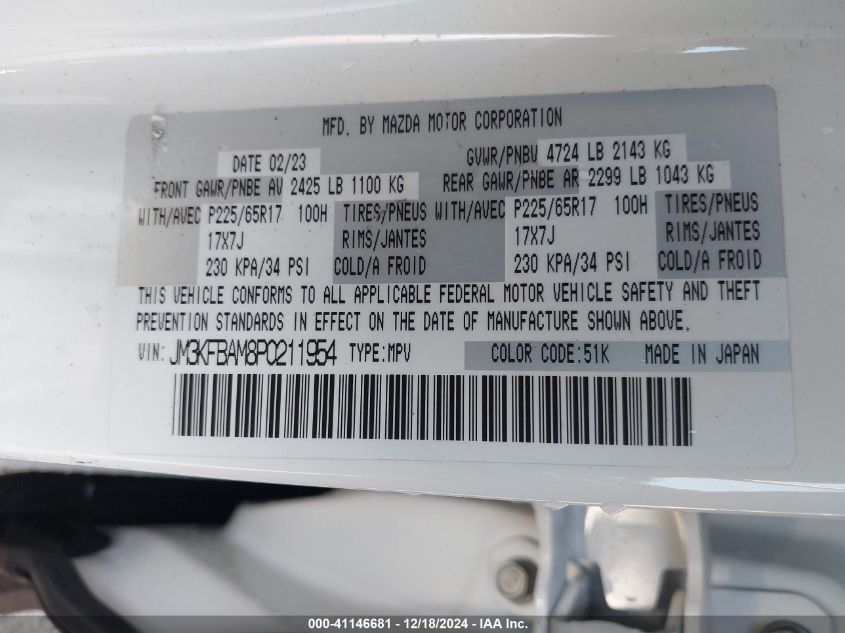 MFD. BY MAZDA MOTOR CORPORATION
DATE 02/23 GVWR/PNBV 4724 LB 2143 KG
FRONT GAWR/PNBE AV 2425 LB 1100 KG REAR GAWR/PNBE AR 2299 LB 1043 KG
WITH/AVEC P225/65R17 100H TIRES/PNEUS WITH/AVEC P225/65R17 100H TIRES/PNEUS
17X7J RIMS/JANTES 17X7J RIMS/JANTES
230 KPA/34 PSI COLD/A FROID 230 KPA/34 PSI COLD/A FROID
THIS VEHICLE CONFORMS TO ALL APPLICABLE FEDERAL MOTOR VEHICLE SAFETY AND THEFT
PREVENTION STANDARDS IN EFFECT ON THE DATE OF MANUFACTURE SHOWN ABOVE.
VIN: JM3KFBAM8P0211954 TYPE:MPV COLOR CODE:51K MADE IN JAPAN
000-41146681 - 12/18/2024 - IAA Inc.